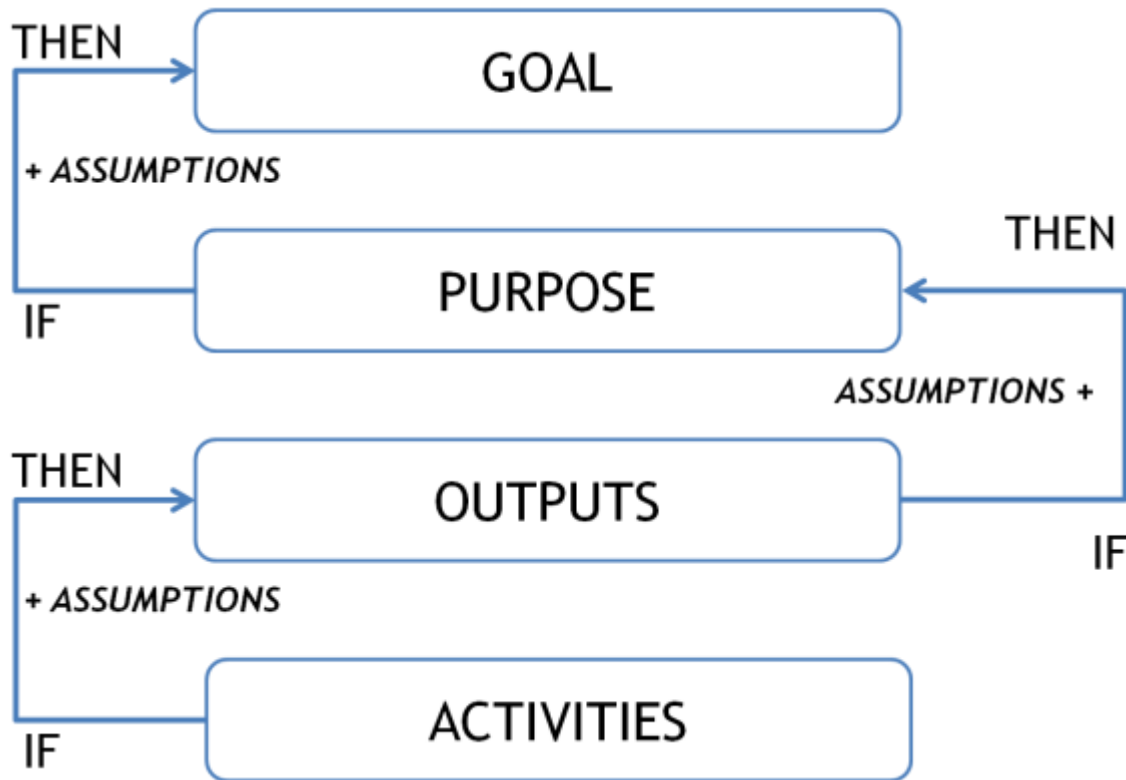 THEN
GOAL
+ ASSUMPTIONS
THEN
PURPOSE
IF
ASSUMPTIONS +
THEN
OUTPUTS
IF
+ ASSUMPTIONS
ACTIVITIES
IF